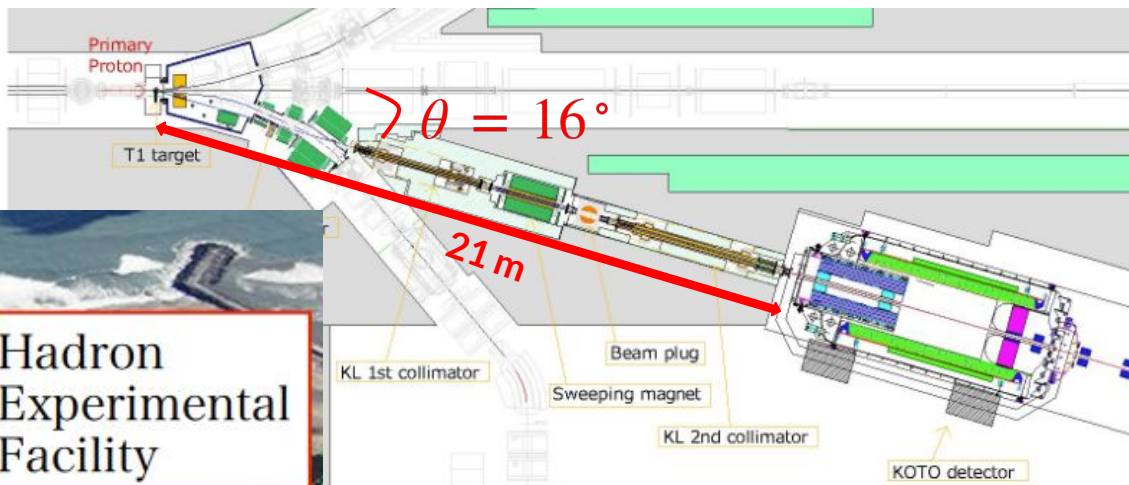 Primary
Proton
θ = 16°
T1 target
21 m
Hadron
Experimental
Facility
KL 1st collimator
Beam plug
Sweeping magnet
KL 2nd collimator
KOTO detector